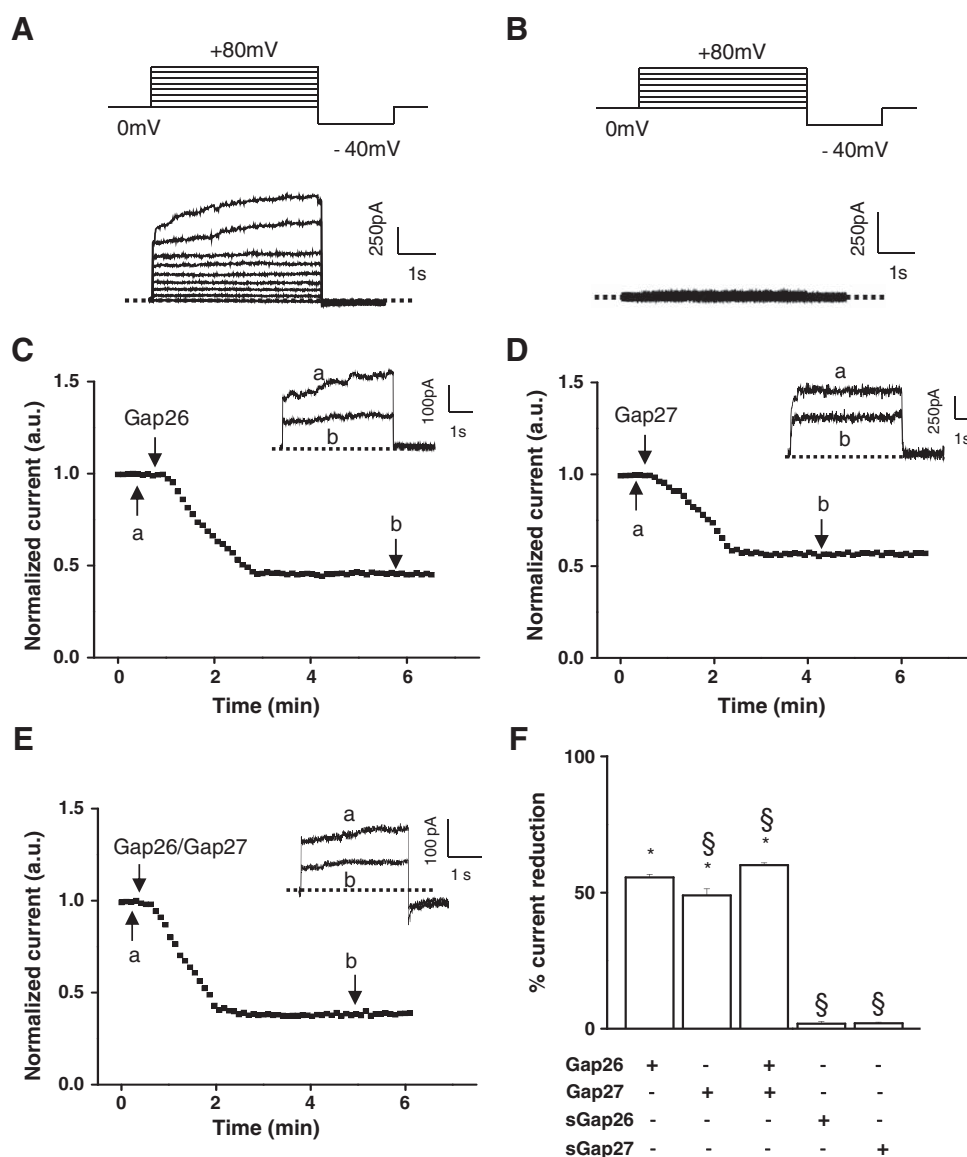 A
+80mV
0mV
- 40mV
250pA
1s
B
+80mV
0mV
- 40mV
250pA
1s
C
Normalized current (a.u.)
1.5
1.0
0.5
0.0
Gap26
a
b
a
b
100pA
1s
0 2 4 6
Time (min)
D
Normalized current (a.u.)
1.5
1.0
0.5
0.0
Gap27
a
b
a
b
250pA
1s
0 2 4 6
Time (min)
E
Normalized current (a.u.)
1.5
1.0
0.5
0.0
Gap26/Gap27
a
b
a
b
100 pA
1 s
0 2 4 6
Time (min)
F
% current reduction
100
50
0
*
§
*
§
*
§
§
Gap26 + - + - -
Gap27 - + + - -
sGap26 - - - + -
sGap27 - - - - +